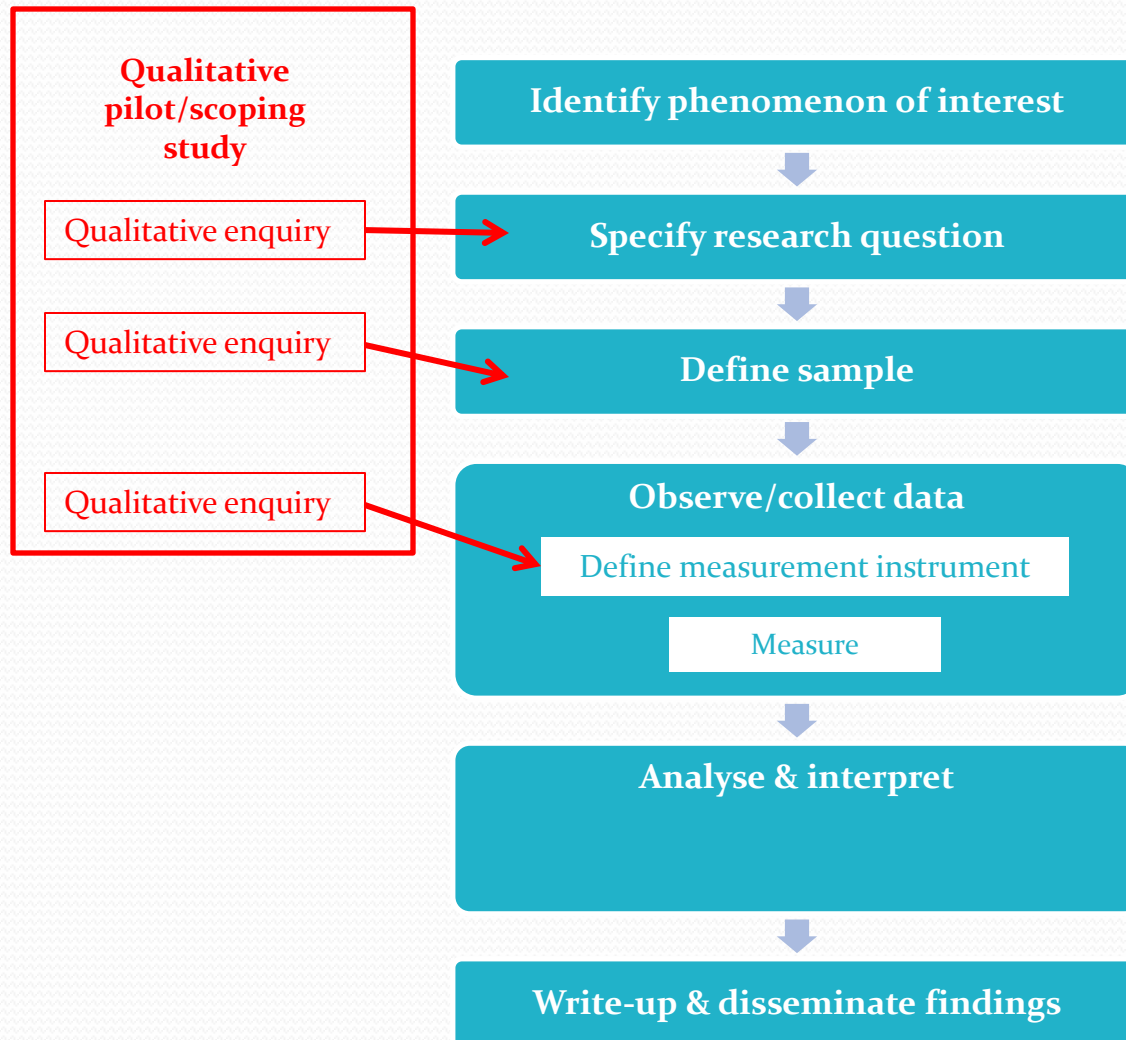 Qualitative
pilot/scoping
study
Qualitative enquiry
Qualitative enquiry
Qualitative enquiry
Identify phenomenon of interest
Specify research question
Define sample
Observe/collect data
Define measurement instrument
Measure
Analyse & interpret
Write-up & disseminate findings